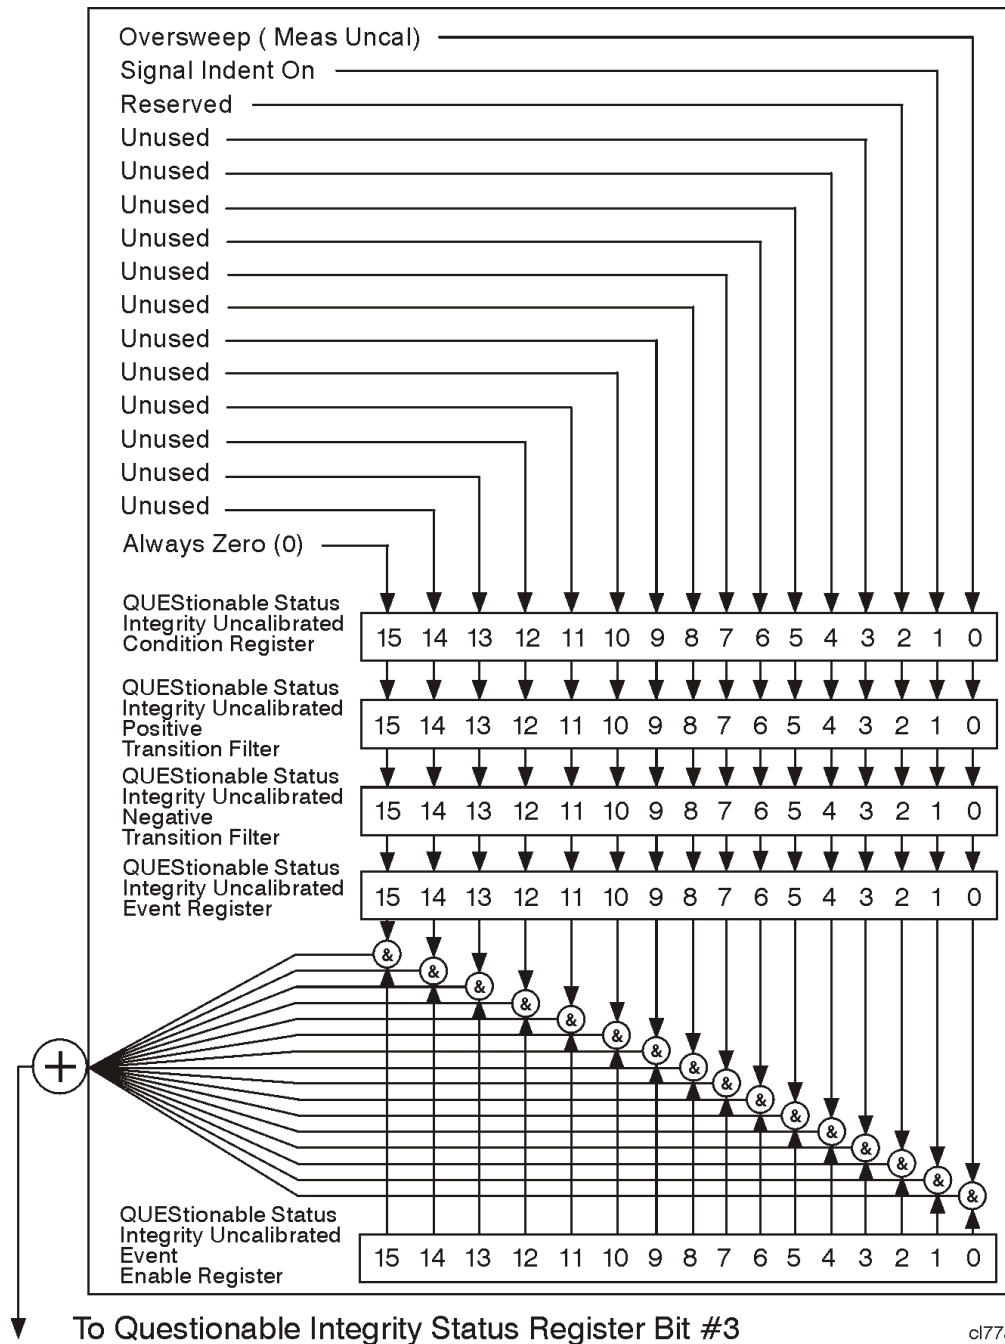 Oversweep ( Meas Uncal)
Signal Indent On
Reserved
Unused
Unused
Unused
Unused
Unused
Unused
Unused
Unused
Unused
Unused
Unused
Unused
Always Zero (0)
QUEStionable Status
Integrity Uncalibrated
Condition Register
15 14 13 12 11 10 9 8 7 6 5 4 3 2 1 0
QUEStionable Status
Integrity Uncalibrated
Positive
Transition Filter
15 14 13 12 11 10 9 8 7 6 5 4 3 2 1 0
QUEStionable Status
Integrity Uncalibrated
Negative
Transition Filter
15 14 13 12 11 10 9 8 7 6 5 4 3 2 1 0
QUEStionable Status
Integrity Uncalibrated
Event Register
15 14 13 12 11 10 9 8 7 6 5 4 3 2 1 0
& & & & & & & & & & & & & & & &
+
QUEStionable Status
Integrity Uncalibrated
Event
Enable Register
15 14 13 12 11 10 9 8 7 6 5 4 3 2 1 0
To Questionable Integrity Status Register Bit #3